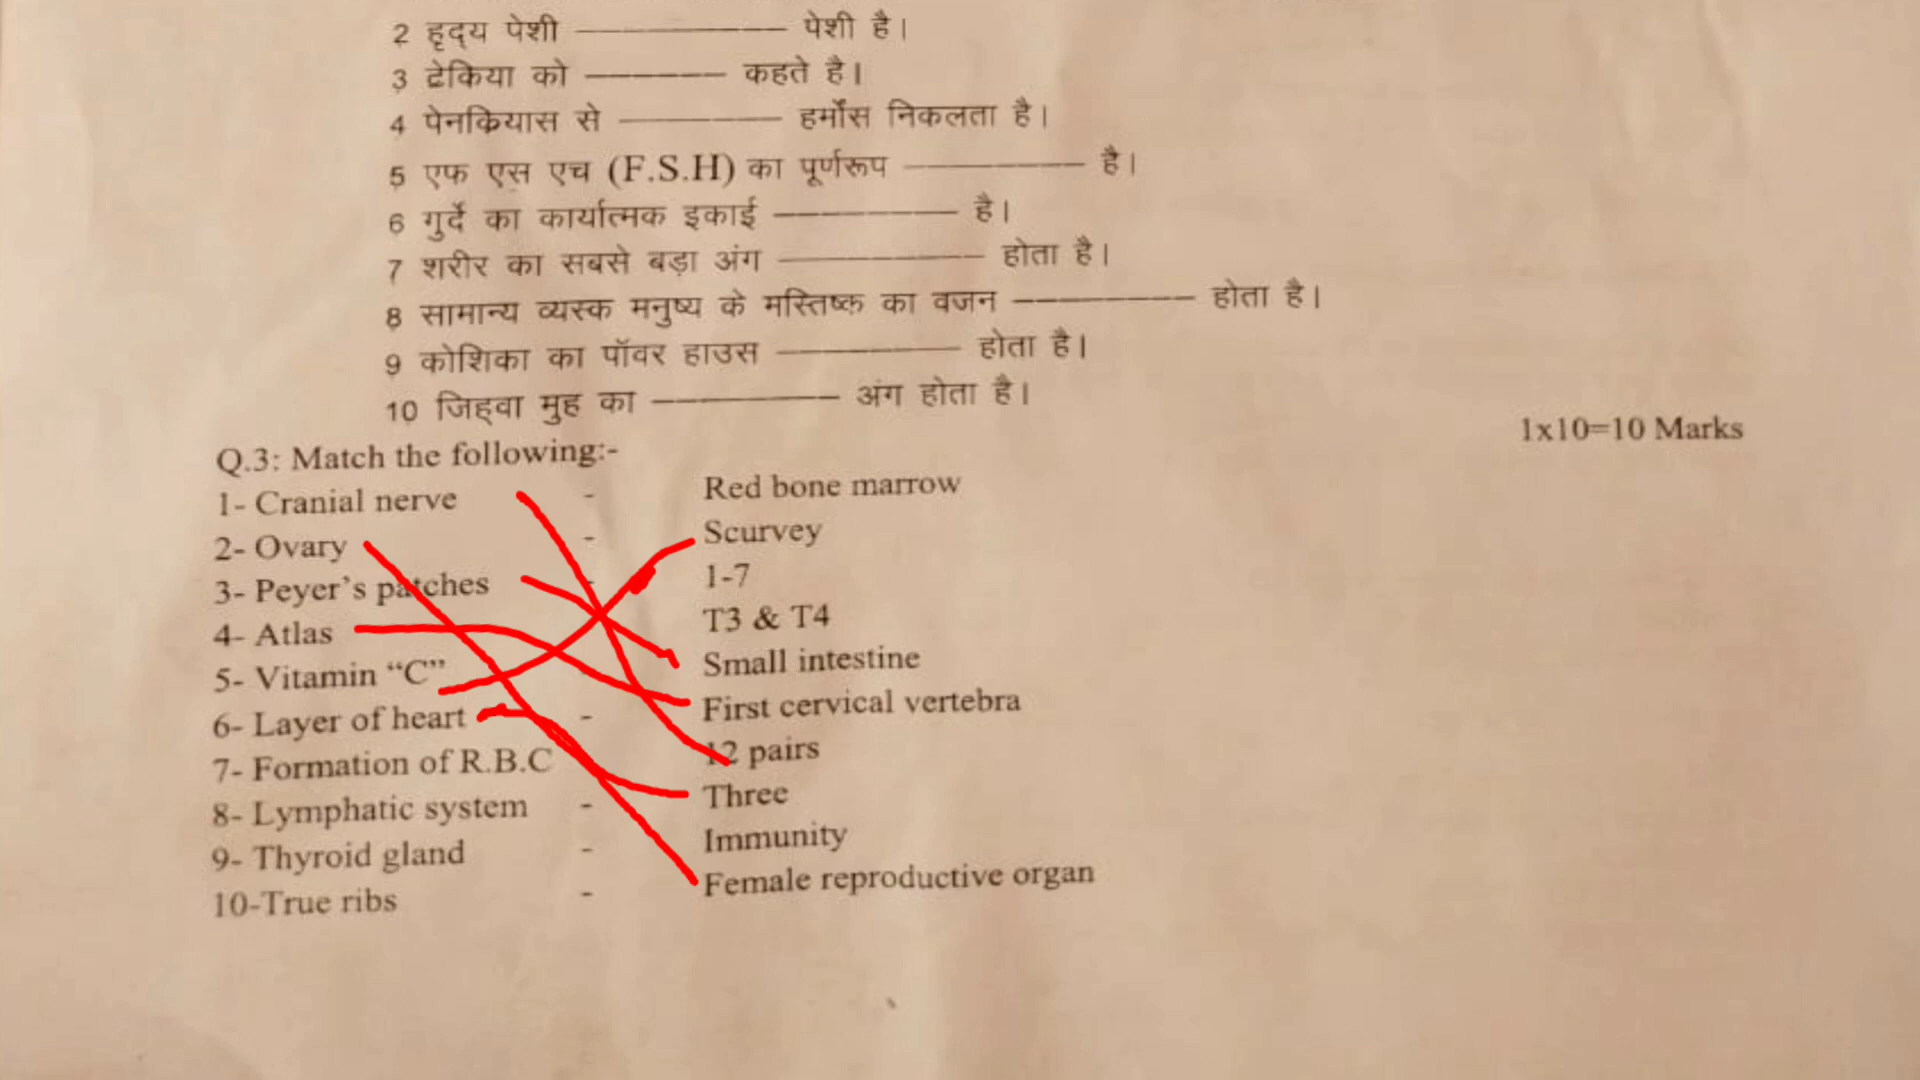 2 हृद्य पेशी —————— पेशी है।
3 टेकिया को —————— कहते है।
4 पेनकियास से —————— हर्मोस निकलता है।
5 एफ एस एच (F.S.H) का पूर्णरूप —————— है।
6 गुर्दे का कार्यात्मक इकाई —————— है।
7 शरीर का सबसे बड़ा अंग —————— होता है।
8 सामान्य व्यस्क मनुष्य के मस्तिष्क का वजन —————— होता है।
9 कोशिका का पॉवर हाउस —————— होता है।
10 जिह्वा मुह का —————— अंग होता है।
Q.3: Match the following:- 1x10=10 Marks
1- Cranial nerve - Red bone marrow
2- Ovary - Scurvey
3- Peyer's patches - 1-7
4- Atlas T3 & T4
5- Vitamin “C” - Small intestine
6- Layer of heart - First cervical vertebra
7- Formation of R.B.C 12 pairs
8- Lymphatic system - Three
9- Thyroid gland - Immunity
10-True ribs - Female reproductive organ